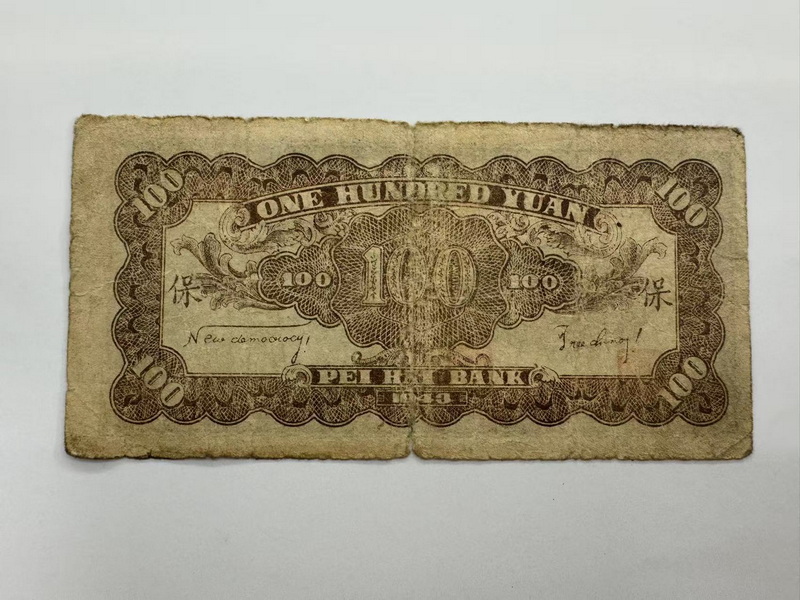 100 100
ONE HUNDRED YUAN
100 100 100
保 保
New democracy! Free china!
100 100
PEI HAI BANK
1943